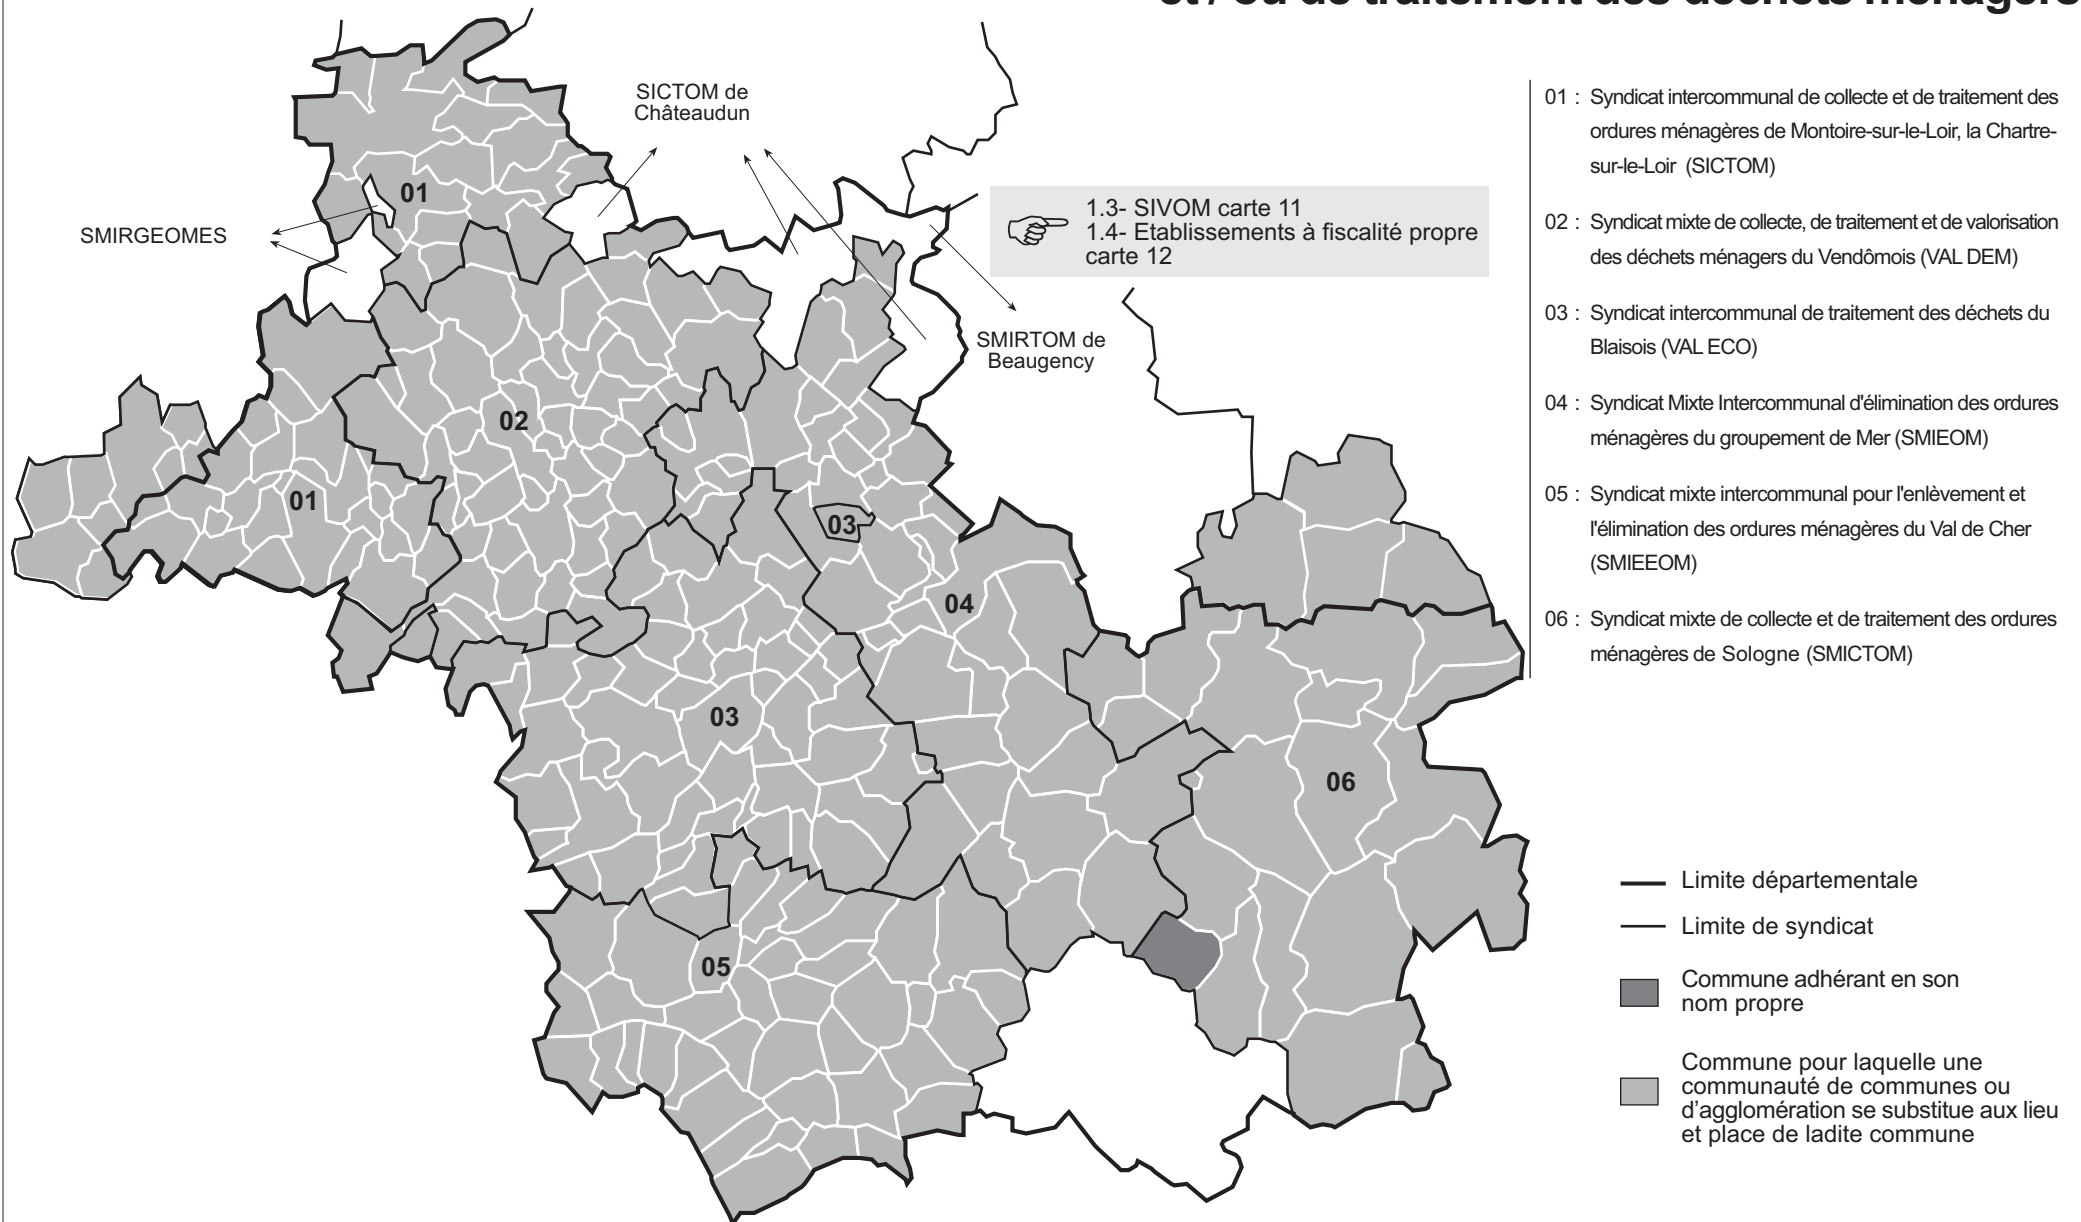 et / ou de traitement des déchets ménagers
SICTOM de
Châteaudun
01
SMIRGEOMES
1.3- SIVOM carte 11
1.4- Etablissements à fiscalité propre
carte 12
SMIRTOM de
Beaugency
02
01
03
04
03
06
05
01 : Syndicat intercommunal de collecte et de traitement des
ordures ménagères de Montoire-sur-le-Loir, la Chartre-
sur-le-Loir (SICTOM)
02 : Syndicat mixte de collecte, de traitement et de valorisation
des déchets ménagers du Vendômois (VAL DEM)
03 : Syndicat intercommunal de traitement des déchets du
Blaisois (VAL ECO)
04 : Syndicat Mixte Intercommunal d'élimination des ordures
ménagères du groupement de Mer (SMIEOM)
05 : Syndicat mixte intercommunal pour l'enlèvement et
l'élimination des ordures ménagères du Val de Cher
(SMIEEOM)
06 : Syndicat mixte de collecte et de traitement des ordures
ménagères de Sologne (SMICTOM)
Limite départementale
Limite de syndicat
Commune adhérant en son
nom propre
Commune pour laquelle une
communauté de communes ou
d’agglomération se substitue aux lieu
et place de ladite commune